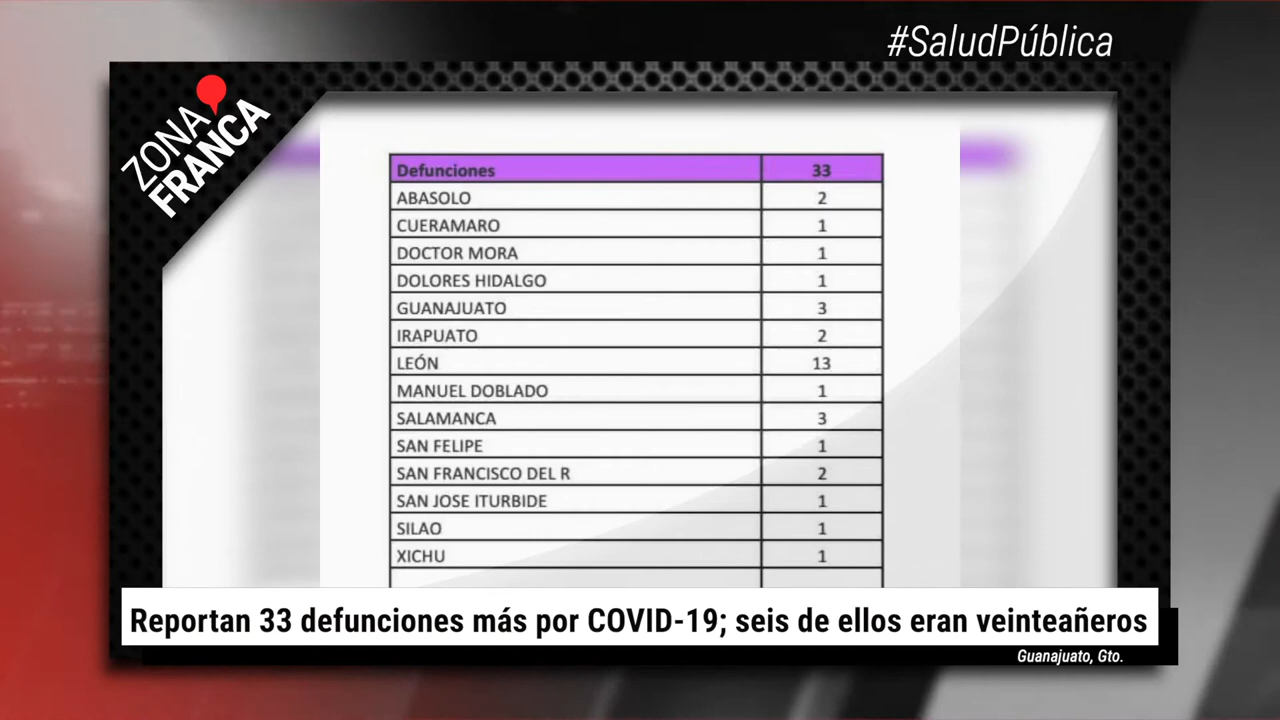 #SaludPública
ZONA
FRANCA
Defunciones 33
ABASOLO 2
CUERAMARO 1
DOCTOR MORA 1
DOLORES HIDALGO 1
GUANAJUATO 3
IRAPUATO 2
LEÓN 13
MANUEL DOBLADO 1
SALAMANCA 3
SAN FELIPE 1
SAN FRANCISCO DEL R 2
SAN JOSE ITURBIDE 1
SILAO 1
XICHU 1
Reportan 33 defunciones más por COVID-19; seis de ellos eran veinteañeros
Guanajuato, Gto.